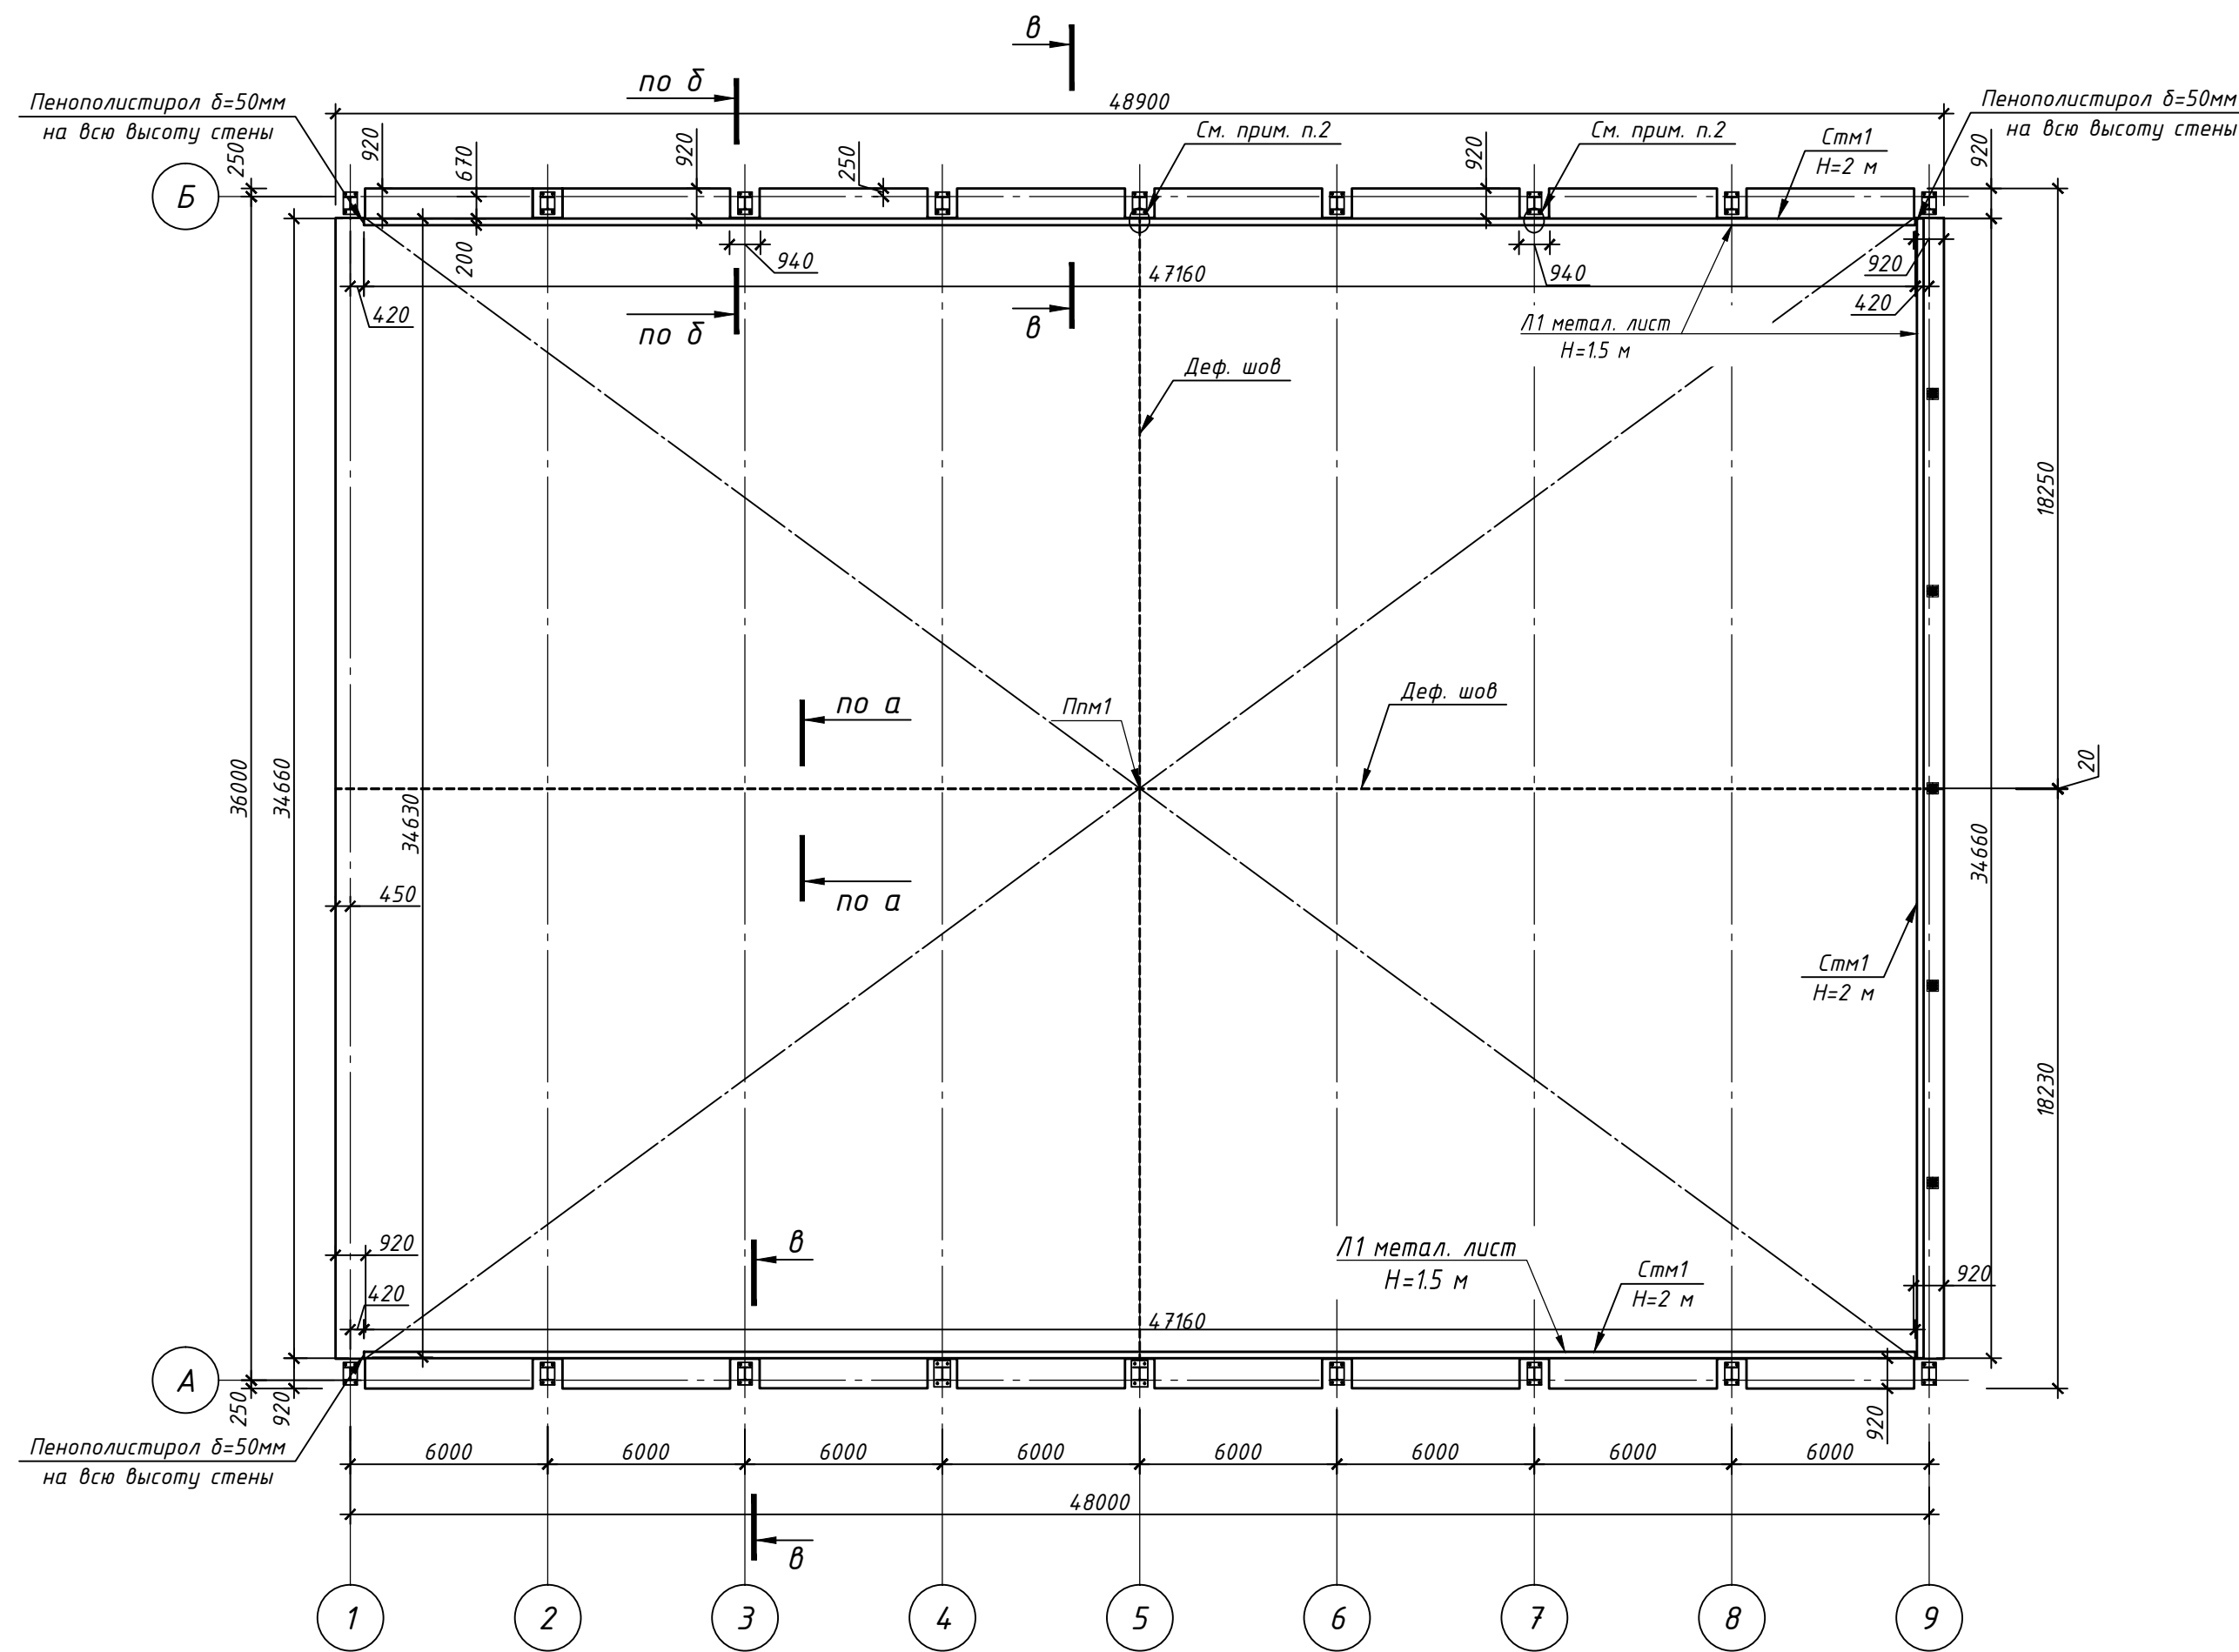 в
по б
48900
Пенополистирол δ=50мм
на всю высоту стены
Пенополистирол δ=50мм
на всю высоту стены
См. прим. п.2
См. прим. п.2
Стм1
Н=2 м
250
920
670
920
250
920
920
Б
200
940
47160
940
920
420
420
по б
в
Л1 метал. лист
Н=1.5 м
Деф. шов
18250
Деф. шов
по а
Ппм1
20
36000
34660
34630
34660
450
по а
Стм1
Н=2 м
18230
920
в
Л1 метал. лист
Н=1.5 м
Стм1
Н=2 м
920
420
47160
А
250
920
920
Пенополистирол δ=50мм
на всю высоту стены
6000
6000
6000
6000
6000
6000
6000
6000
48000
в
1
2
3
4
5
6
7
8
9